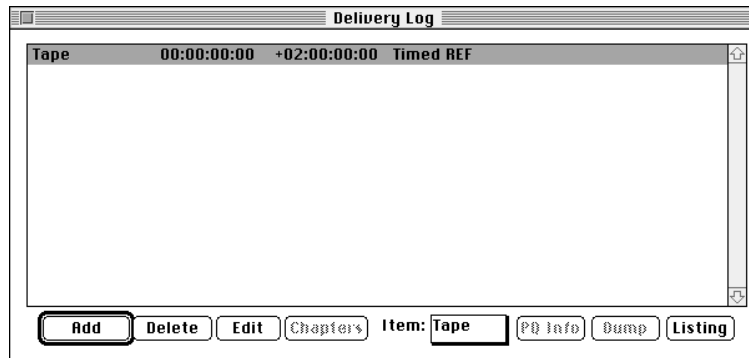 Delivery Log
Tape 00:00:00:00 +02:00:00:00 Timed REF
Add Delete Edit Chapters Item: Tape PQ Info Dump Listing